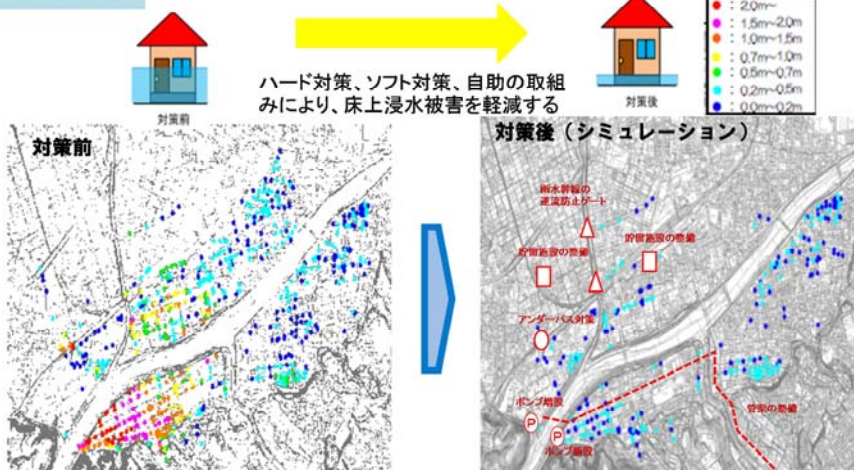 : 2.0m~
: 1.5m~2.0m
: 1.0m~1.5m
: 0.7m~1.0m
: 0.5m~0.7m
: 0.2m~0.5m
: 0.0m~0.2m
ハード対策、ソフト対策、自助の取組
みにより、床上浸水被害を軽減する
対策前
対策後
対策前
対策後（シミュレーション）
雨水幹線の
逆流防止ゲート
貯留施設の整備
貯留施設の整備
アンダーパス対策
ポンプ増設
P
P
ポンプ新設
管渠の整備